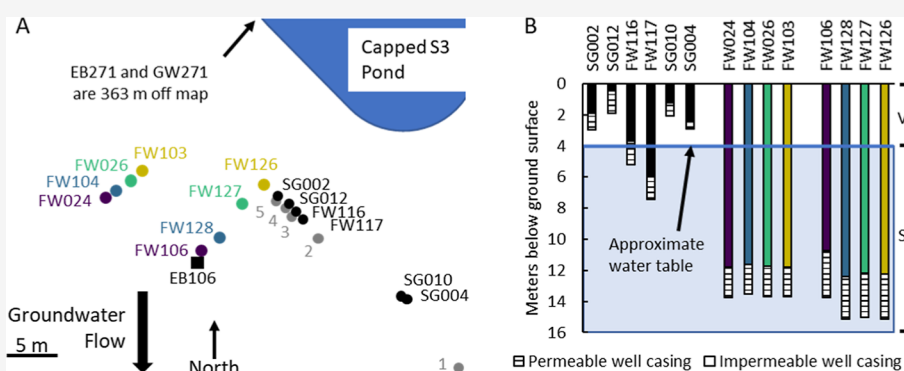 A
Capped S3
Pond
EB271 and GW271
are 363 m off map
FW103
FW026
FW104
FW024
FW126
FW127
SG002
SG012
FW116
FW117
5
4
3
2
FW128
FW106
EB106
SG010
SG004
Groundwater
Flow
5 m
North
1
B
SG002
SG012
FW116
FW117
SG010
SG004
FW024
FW104
FW026
FW103
FW106
FW128
FW127
FW126
Meters below ground surface
0
2
4
6
8
10
12
14
16
Approximate
water table
V
S
Permeable well casing
Impermeable well casing